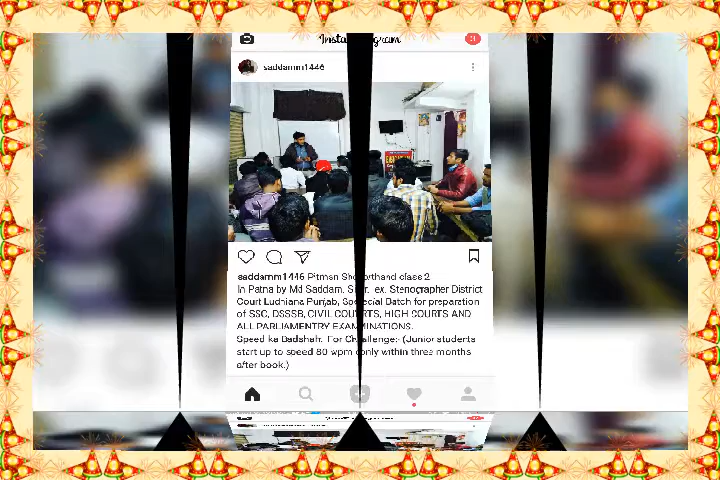 saddamm1446
saddamm1446 Pitman Shorthand class 2
In Patna by Md Saddam. Sir. ex. Stenographer District
Court Ludhiana Punjab, Special Batch for preparation
of SSC, DSSSB, CIVIL COURTS, HIGH COURTS AND
ALL PARLIAMENTRY EXAMINATIONS.
Speed ka Badshah. For Challenge:- (Junior students
start up to speed 80 wpm only within three months
after book.)